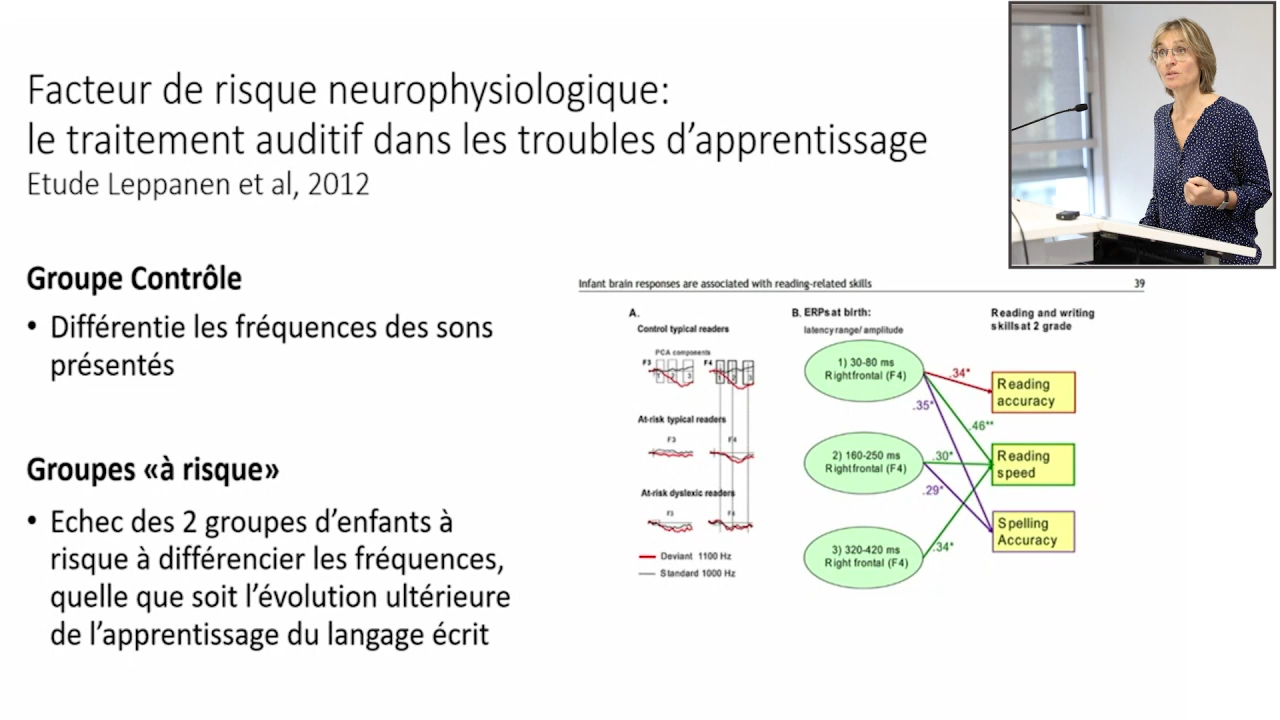 Facteur de risque neurophysiologique:
le traitement auditif dans les troubles d’apprentissage
Etude Leppanen et al, 2012
Groupe Contrôle
• Différentie les fréquences des sons
présentés
Groupes «à risque»
• Echec des 2 groupes d’enfants à
risque à différencier les fréquences,
quelle que soit l’évolution ultérieure
de l’apprentissage du langage écrit
Infant brain responses are associated with reading-related skills 39
A.
Control typical readers
PCA components
F3 F4
1 2 3 1 2 3
At-risk typical readers
F3 F4
At-risk dyslexic readers
F3 F4
Deviant 1100 Hz
Standard 1000 Hz
B. ERPs at birth:
latency range/ amplitude
1) 30-80 ms
Right frontal (F4)
2) 160-250 ms
Right frontal (F4)
3) 320-420 ms
Right frontal (F4)
.34*
.35*
.46**
.30*
.29*
.34*
Reading and writing
skills at 2 grade
Reading
accuracy
Reading
speed
Spelling
Accuracy